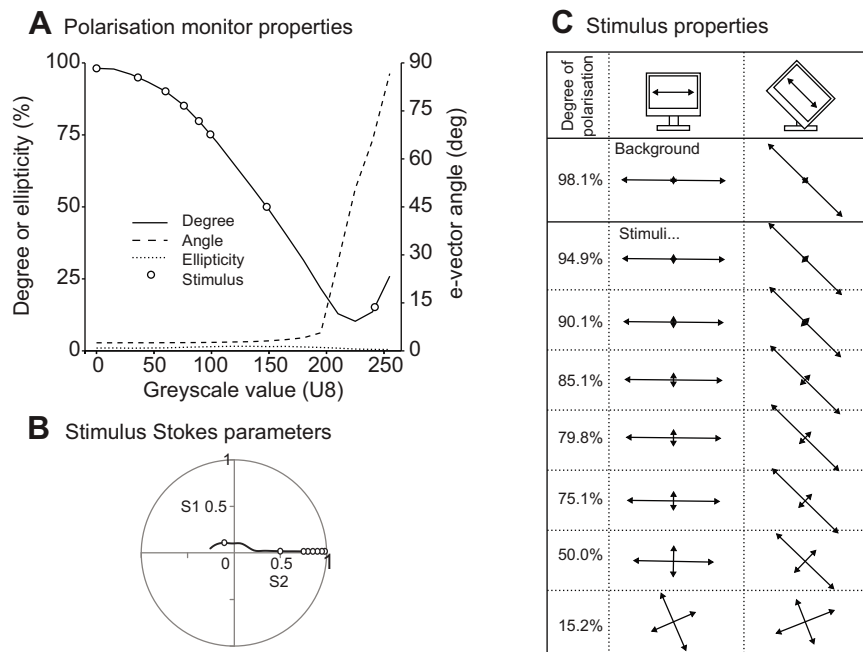 A Polarisation monitor properties
100
75
50
25
0
Degree or ellipticity (%)
90
75
60
45
30
15
0
e-vector angle (deg)
Degree
Angle
Ellipticity
Stimulus
0 50 100 150 200 250
Greyscale value (U8)
B Stimulus Stokes parameters
1
S1 0.5
0 0.5 1
S2
C Stimulus properties
Degree of
polarisation
Background
98.1%
Stimuli...
94.9%
90.1%
85.1%
79.8%
75.1%
50.0%
15.2%